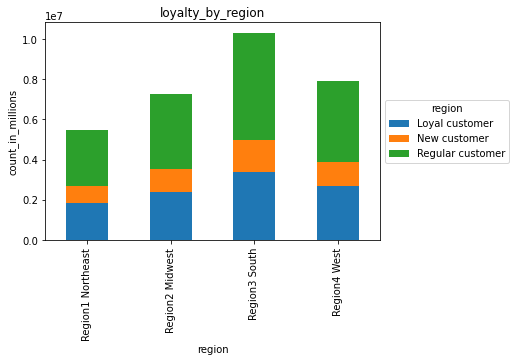 loyalty_by_region
1e7
1.0
0.8
0.6
0.4
0.2
0.0
count_in_millions
Region1 Northeast
Region2 Midwest
Region3 South
Region4 West
region
region
Loyal customer
New customer
Regular customer